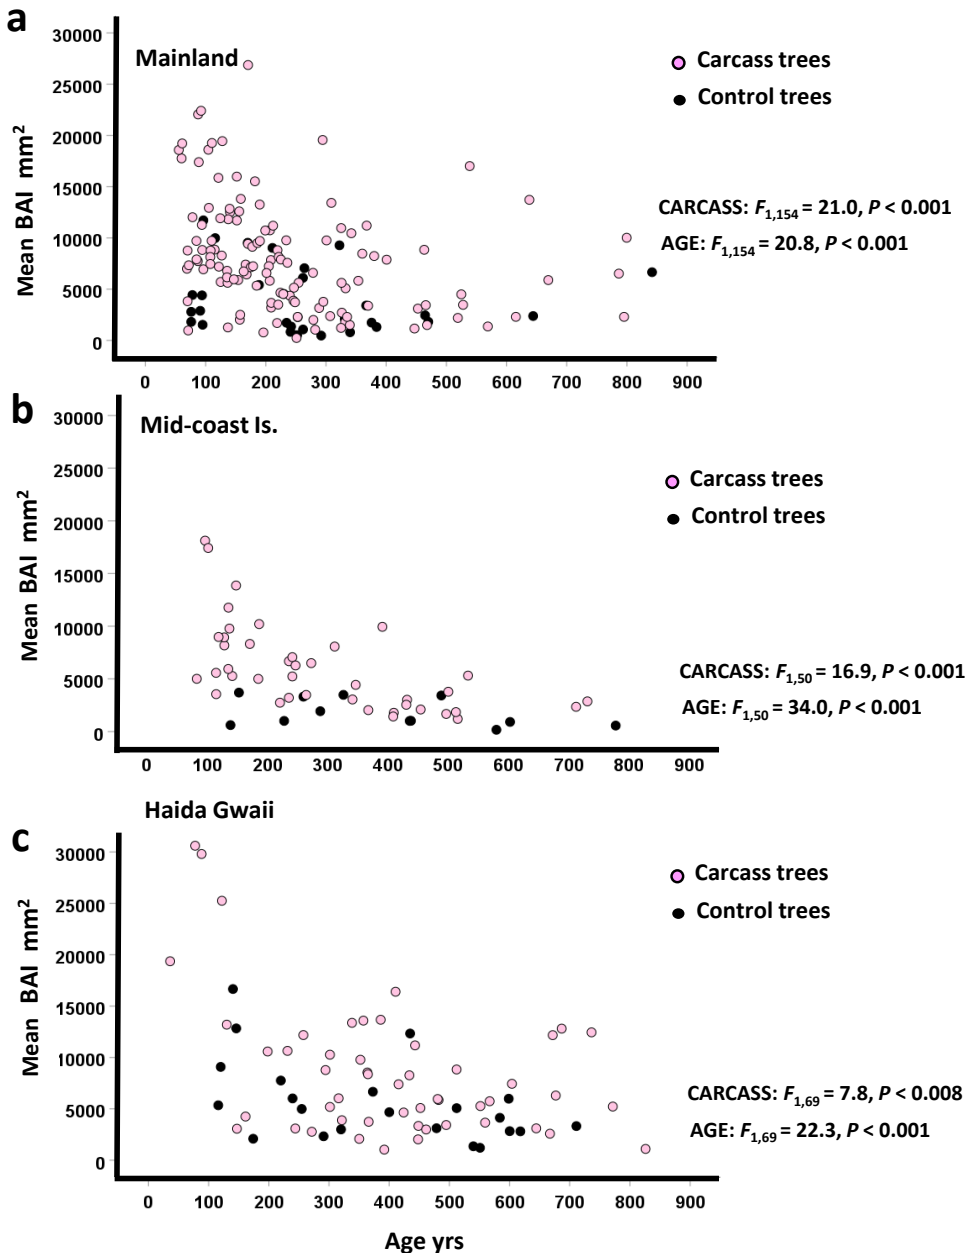 a
Mainland
Carcass trees
Control trees
30000
25000
20000
15000
10000
5000
0
Mean BAI mm²
CARCASS: F1,154 = 21.0, P < 0.001
AGE: F1,154 = 20.8, P < 0.001
0 100 200 300 400 500 600 700 800 900
b
Mid-coast Is.
Carcass trees
Control trees
30000
25000
20000
15000
10000
5000
0
Mean BAI mm²
CARCASS: F1,50 = 16.9, P < 0.001
AGE: F1,50 = 34.0, P < 0.001
0 100 200 300 400 500 600 700 800 900
Haida Gwaii
c
Carcass trees
Control trees
30000
25000
20000
15000
10000
5000
0
Mean BAI mm²
CARCASS: F1,69 = 7.8, P < 0.008
AGE: F1,69 = 22.3, P < 0.001
0 100 200 300 400 500 600 700 800 900
Age yrs